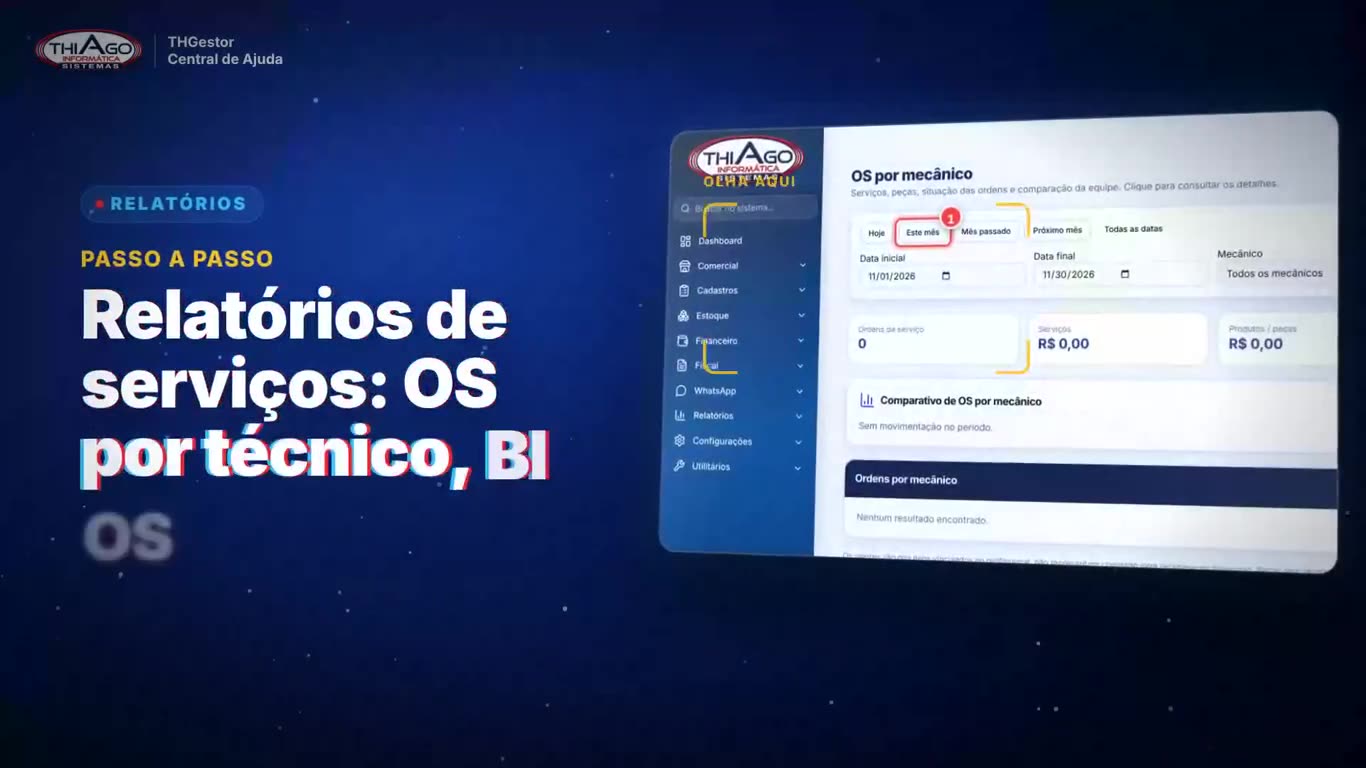 THIAGO
INFORMÁTICA
SISTEMAS
THGestor
Central de Ajuda
RELATÓRIOS
PASSO A PASSO
Relatórios de
serviços: OS
por técnico, BI
OS
THIAGO
INFORMÁTICA
OLHA AQUI
Buscar no sistema...
Dashboard
Comercial
Cadastros
Estoque
Financeiro
Fiscal
WhatsApp
Relatórios
Configurações
Utilitários
OS por mecânico
Serviços, peças, situação das ordens e comparação da equipe. Clique para consultar os detalhes.
1
Hoje
Este mês
Mês passado
Próximo mês
Todas as datas
Data inicial
Data final
Mecânico
11/01/2026
11/30/2026
Todos os mecânicos
Ordens de serviço
0
Serviços
R$ 0,00
Produtos / peças
R$ 0,00
Comparativo de OS por mecânico
Sem movimentação no período.
Ordens por mecânico
Nenhum resultado encontrado.